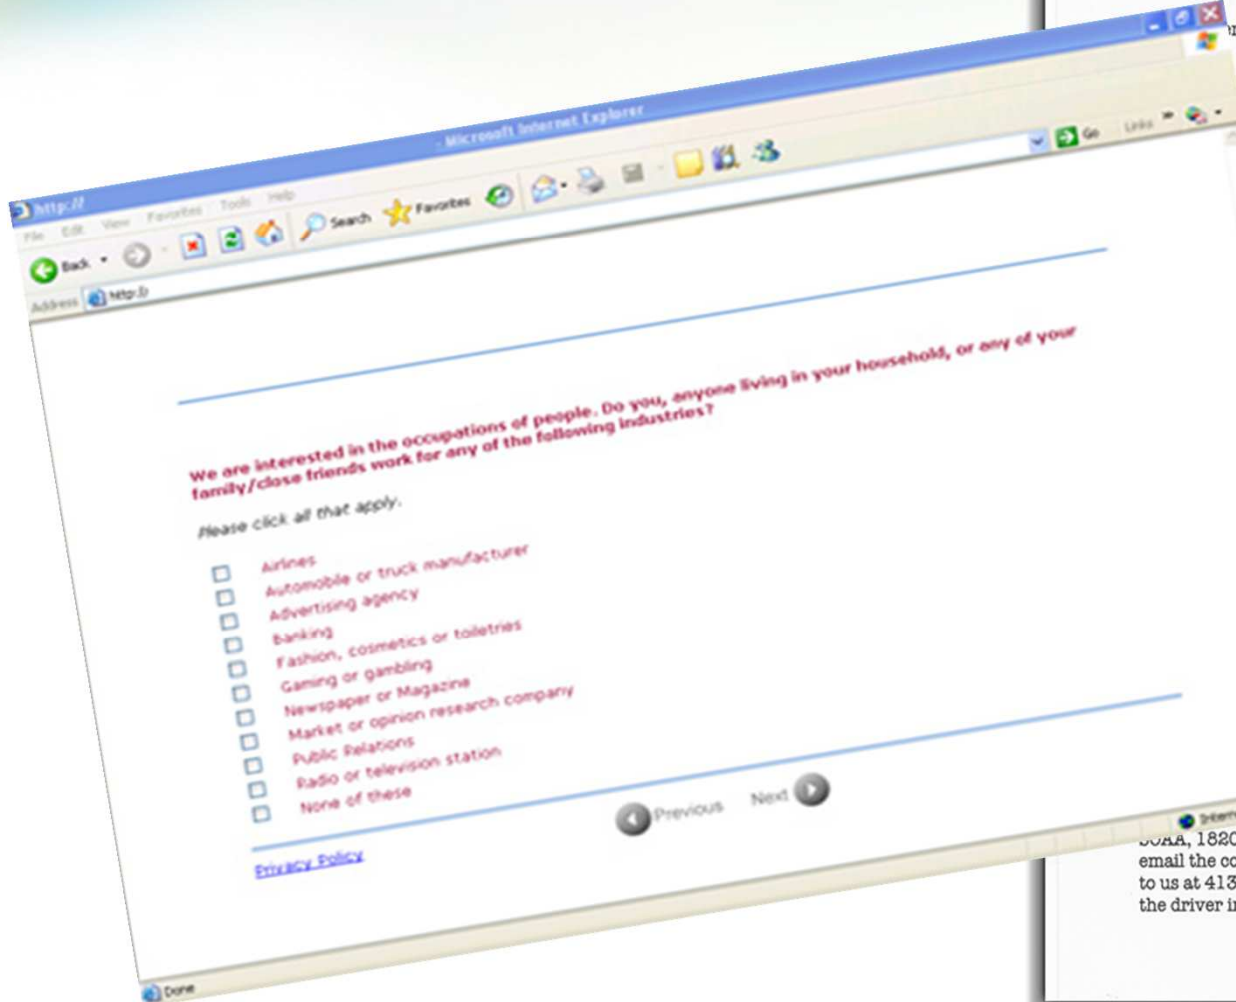 - Microsoft Internet Explorer
http://
File Edit View Favorites Tools Help
Back Search Favorites
Address http:// Go Links »
We are interested in the occupations of people. Do you, anyone living in your household, or any of your
family/close friends work for any of the following industries?
Please click all that apply.
Airlines
Automobile or truck manufacturer
Advertising agency
Banking
Fashion, cosmetics or toiletries
Gaming or gambling
Newspaper or Magazine
Market or opinion research company
Public Relations
Radio or television station
None of these
Previous Next
Privacy Policy
Done
1820
email the
to us at 413
the driver